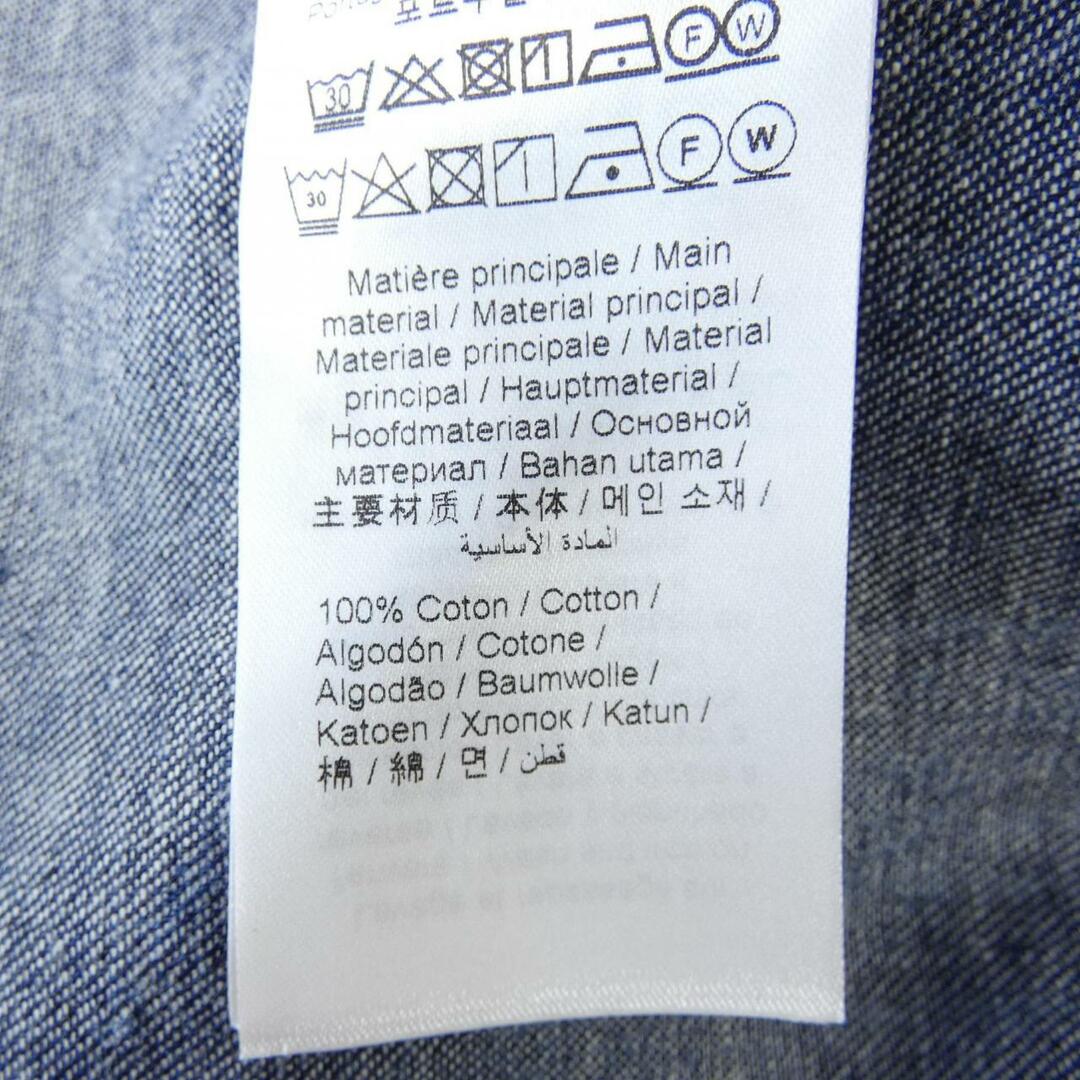 30 F W
30 F W
Matière principale / Main
material / Material principal /
Materiale principale / Material
principal / Hauptmaterial /
Hoofdmateriaal / Основной
материал / Bahan utama /
主要材质 / 本体 / 메인 소재 /
المادة الأساسية
100% Coton / Cotton /
Algodón / Cotone /
Algodão / Baumwolle /
Katoen / Хлопок / Katun /
棉 / 綿 / 면 / قطن